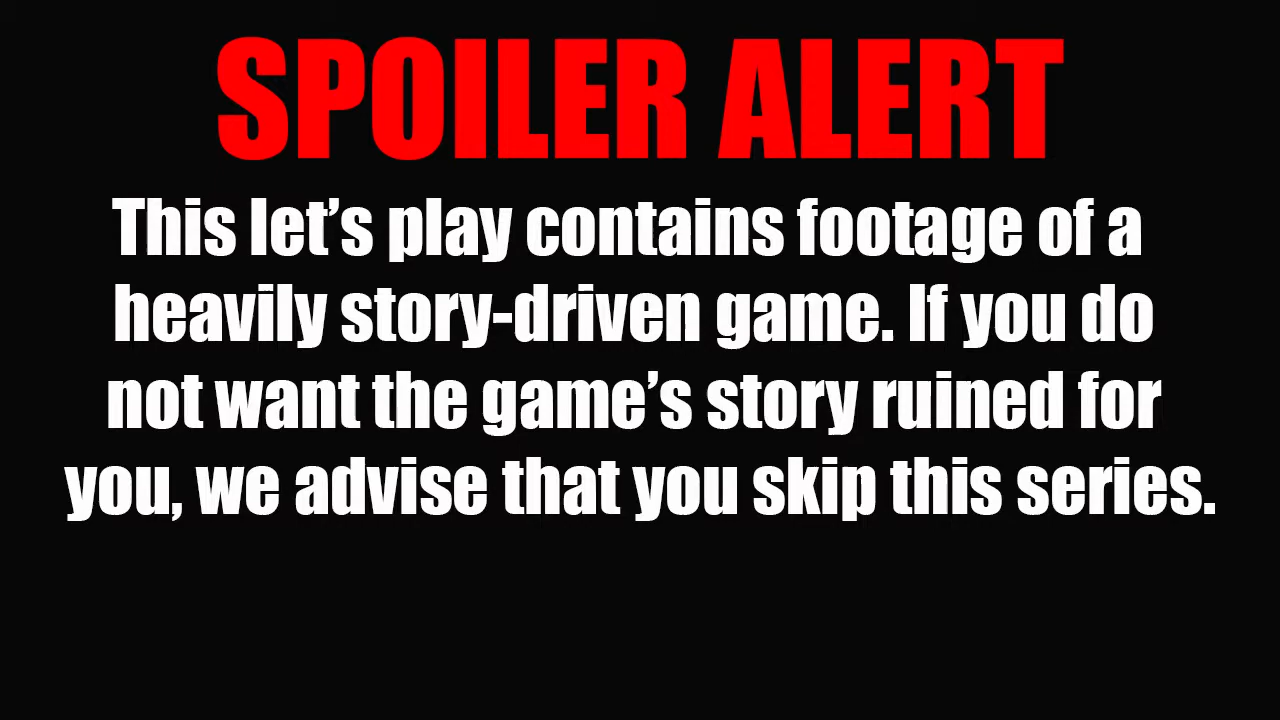 SPOILER ALERT
This let’s play contains footage of a
heavily story-driven game. If you do
not want the game’s story ruined for
you, we advise that you skip this series.